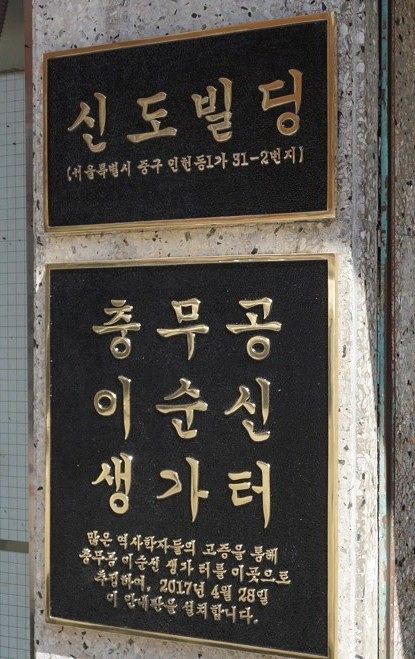 신도빌딩
(서울특별시 중구 인현동1가 31-2번지)
충무공
이순신
생가터
많은 역사학자들의 고증을 통해
충무공 이순신 생가 터를 이곳으로
추정하여, 2017년 4월 28일
이 안내판을 설치합니다.